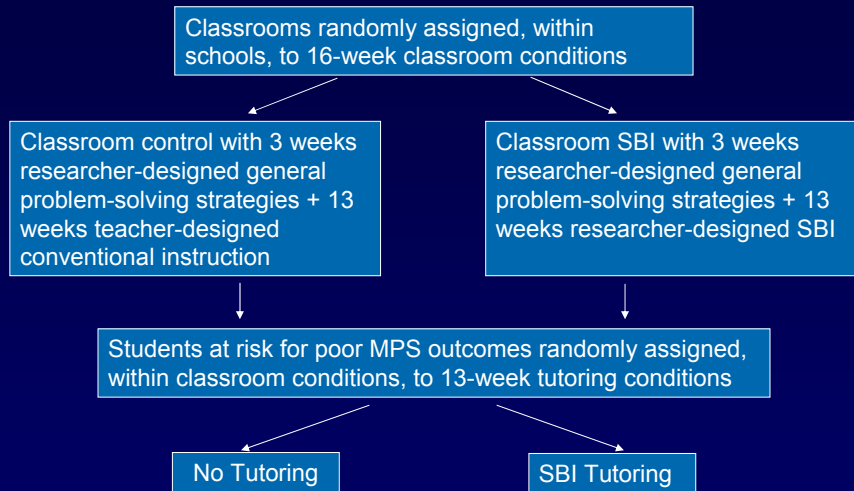 Classrooms randomly assigned, within
schools, to 16-week classroom conditions
Classroom control with 3 weeks
researcher-designed general
problem-solving strategies + 13
weeks teacher-designed
conventional instruction
Classroom SBI with 3 weeks
researcher-designed general
problem-solving strategies + 13
weeks researcher-designed SBI
Students at risk for poor MPS outcomes randomly assigned,
within classroom conditions, to 13-week tutoring conditions
No Tutoring
SBI Tutoring